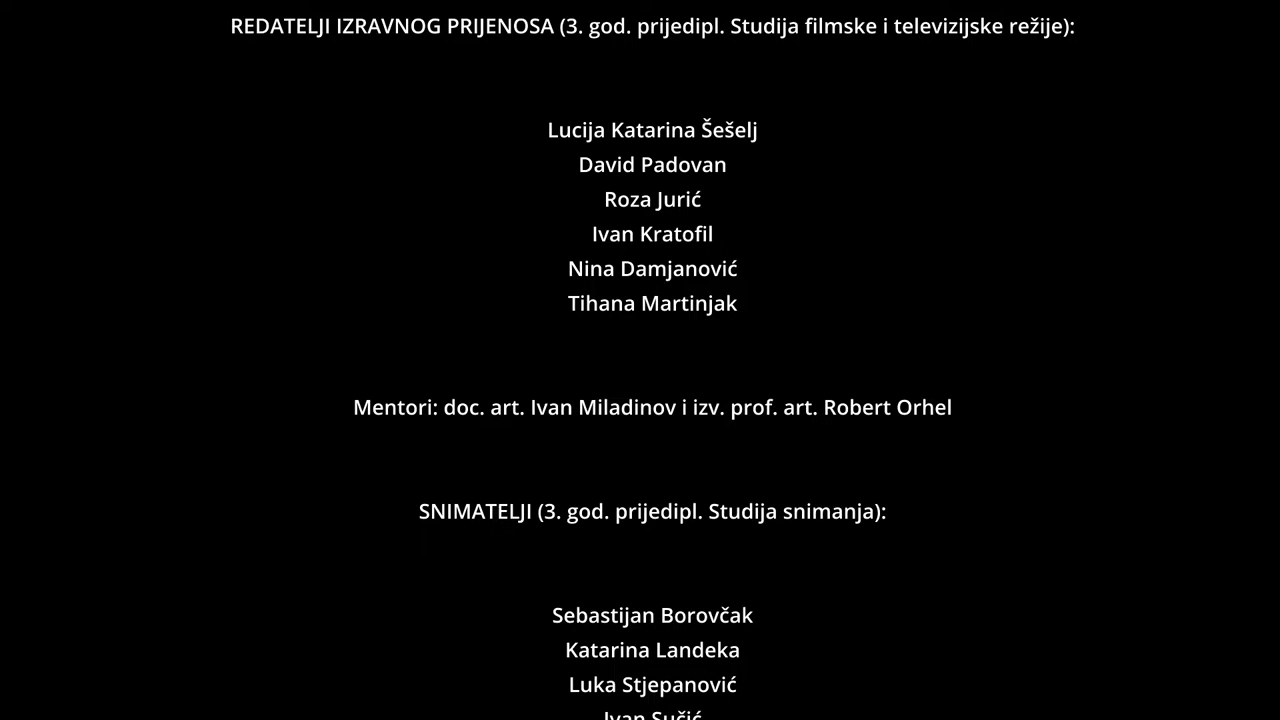 REDATELJI IZRAVNOG PRIJENOSA (3. god. prijedipl. Studija filmske i televizijske režije):
Lucija Katarina Šešelj
David Padovan
Roza Jurić
Ivan Kratofil
Nina Damjanović
Tihana Martinjak
Mentori: doc. art. Ivan Miladinov i izv. prof. art. Robert Orhel
SNIMATELJI (3. god. prijedipl. Studija snimanja):
Sebastijan Borovčak
Katarina Landeka
Luka Stjepanović
Ivan Sučić